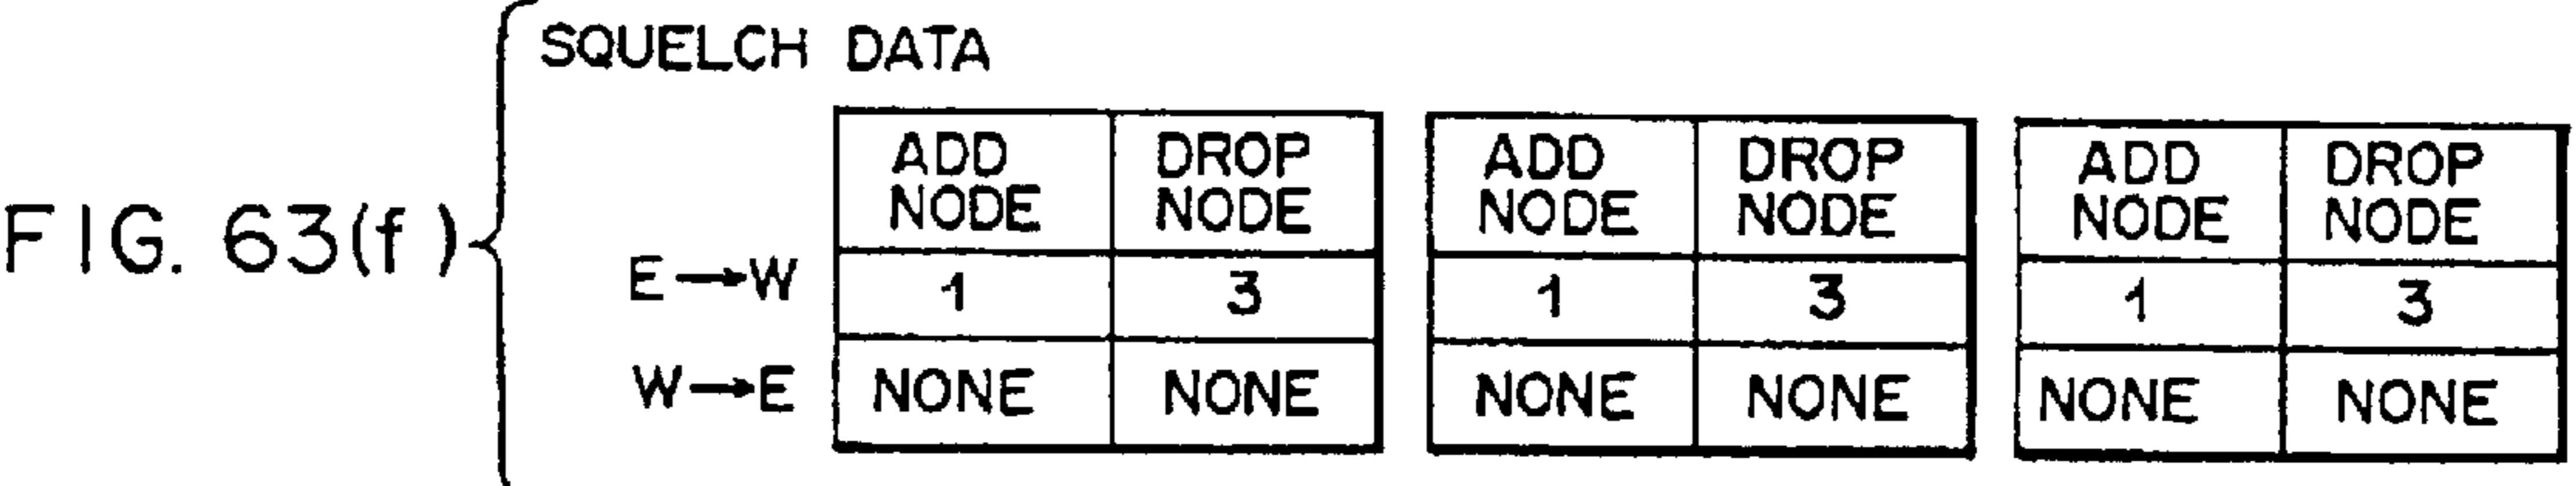 SQUELCH DATA
FIG. 63(f)
ADD NODE DROP NODE ADD NODE DROP NODE ADD NODE DROP NODE
E→W 1 3 1 3 1 3
W→E NONE NONE NONE NONE NONE NONE